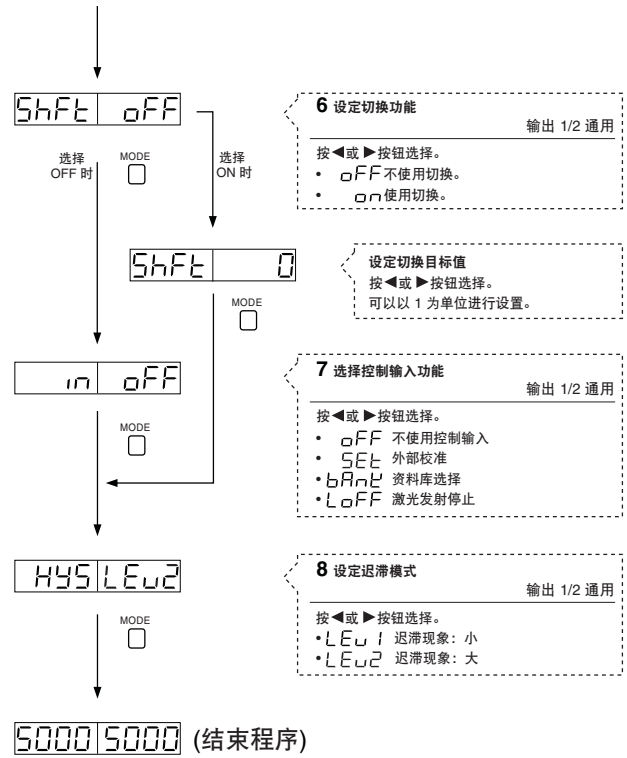 ShFt oFF
6 设定切换功能
输出 1/2 通用
按◀或▶按钮选择。
• oFF不使用切换。
• on使用切换。
选择
OFF 时
MODE
选择
ON 时
ShFt 0
MODE
设定切换目标值
按◀或▶按钮选择。
可以以 1 为单位进行设置。
in oFF
MODE
7 选择控制输入功能
输出 1/2 通用
按◀或▶按钮选择。
• oFF 不使用控制输入
• SEt 外部校准
• bAnk 资料库选择
• LoFF 激光发射停止
HYS LEv2
MODE
8 设定迟滞模式
输出 1/2 通用
按◀或▶按钮选择。
• LEv1 迟滞现象：小
• LEv2 迟滞现象：大
5000 5000 (结束程序)